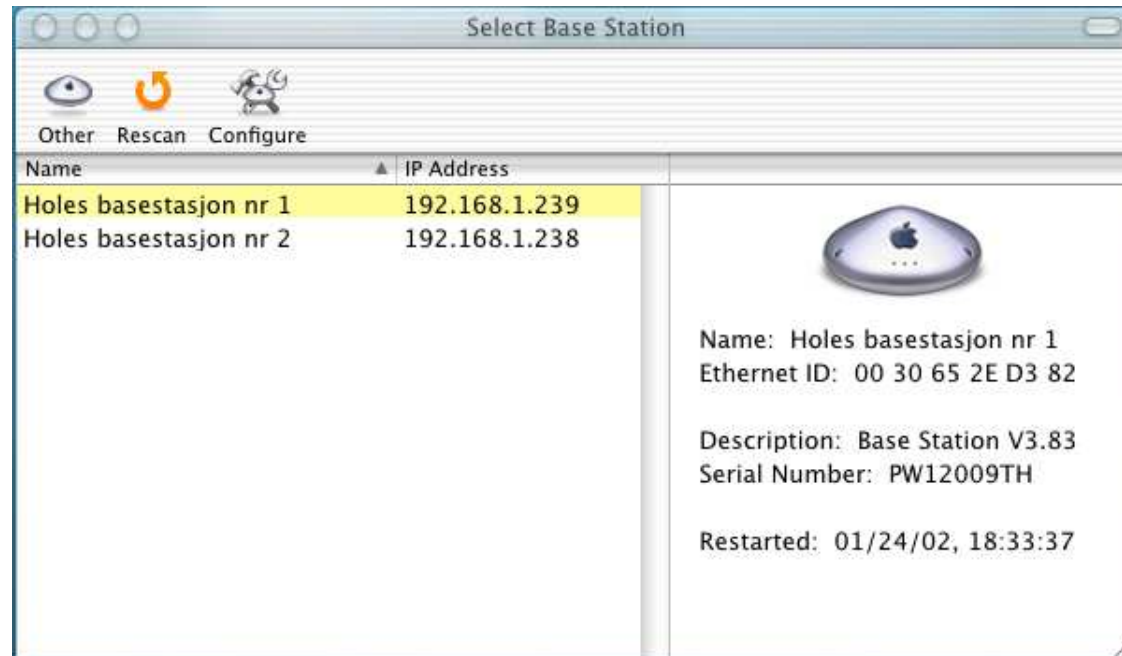 Select Base Station
Other Rescan Configure
Name IP Address
Holes basestasjon nr 1 192.168.1.239
Holes basestasjon nr 2 192.168.1.238
Name: Holes basestasjon nr 1
Ethernet ID: 00 30 65 2E D3 82
Description: Base Station V3.83
Serial Number: PW12009TH
Restarted: 01/24/02, 18:33:37